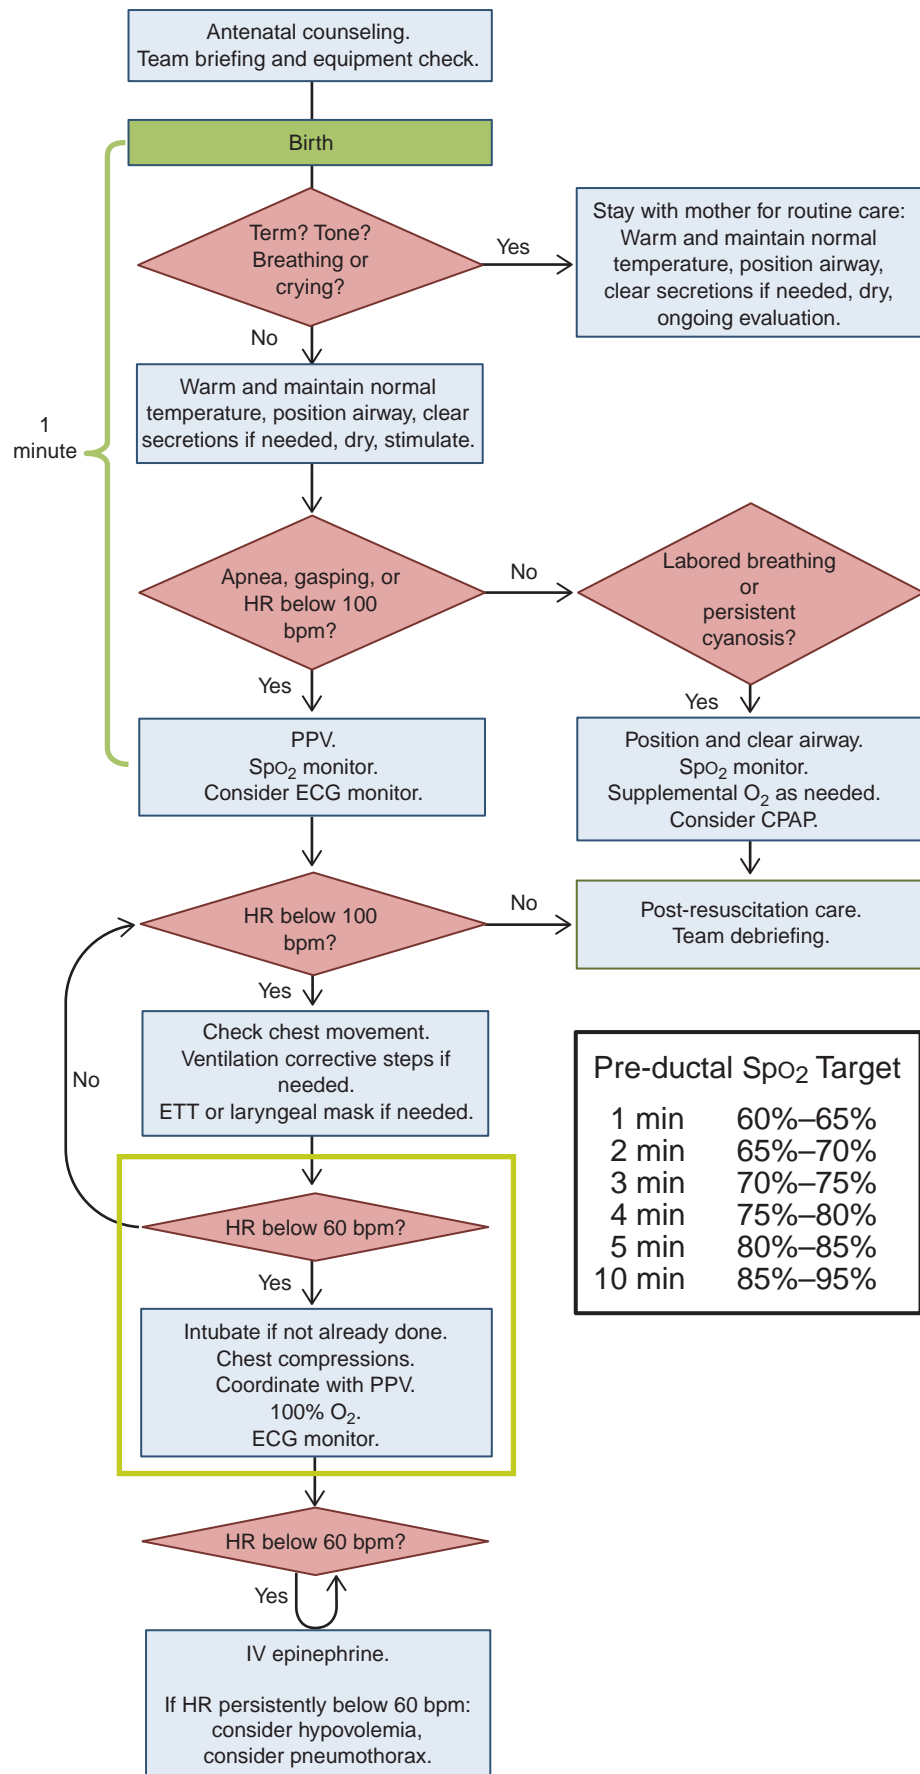 Antenatal counseling.
Team briefing and equipment check.
Birth
Term? Tone?
Breathing or
crying?
Yes
Stay with mother for routine care:
Warm and maintain normal
temperature, position airway,
clear secretions if needed, dry,
ongoing evaluation.
No
Warm and maintain normal
temperature, position airway, clear
secretions if needed, dry, stimulate.
1
minute
Apnea, gasping, or
HR below 100
bpm?
No
Labored breathing
or
persistent
cyanosis?
Yes
Yes
PPV.
SpO2 monitor.
Consider ECG monitor.
Position and clear airway.
SpO2 monitor.
Supplemental O2 as needed.
Consider CPAP.
HR below 100
bpm?
No
Post-resuscitation care.
Team debriefing.
Yes
Check chest movement.
Ventilation corrective steps if
needed.
ETT or laryngeal mask if needed.
No
Pre-ductal SpO2 Target
1 min 60%–65%
2 min 65%–70%
3 min 70%–75%
4 min 75%–80%
5 min 80%–85%
10 min 85%–95%
HR below 60 bpm?
Yes
Intubate if not already done.
Chest compressions.
Coordinate with PPV.
100% O2.
ECG monitor.
HR below 60 bpm?
Yes
IV epinephrine.
If HR persistently below 60 bpm:
consider hypovolemia,
consider pneumothorax.